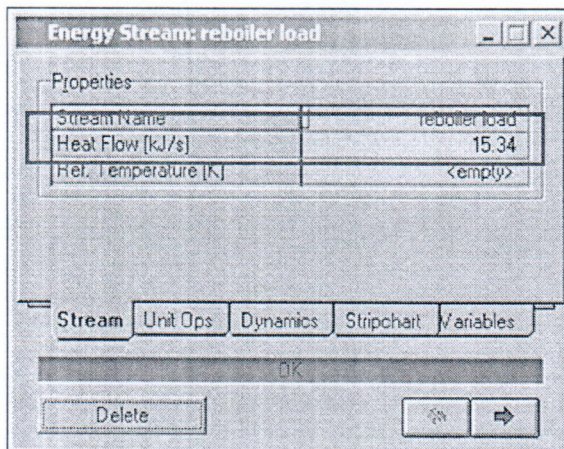 Energy Stream: reboiler load
Properties
Stream Name reboiler load
Heat Flow [kJ/s] 15.34
Ref. Temperature [K] <empty>
Stream Unit Ops Dynamics Stripchart Variables
OK
Delete